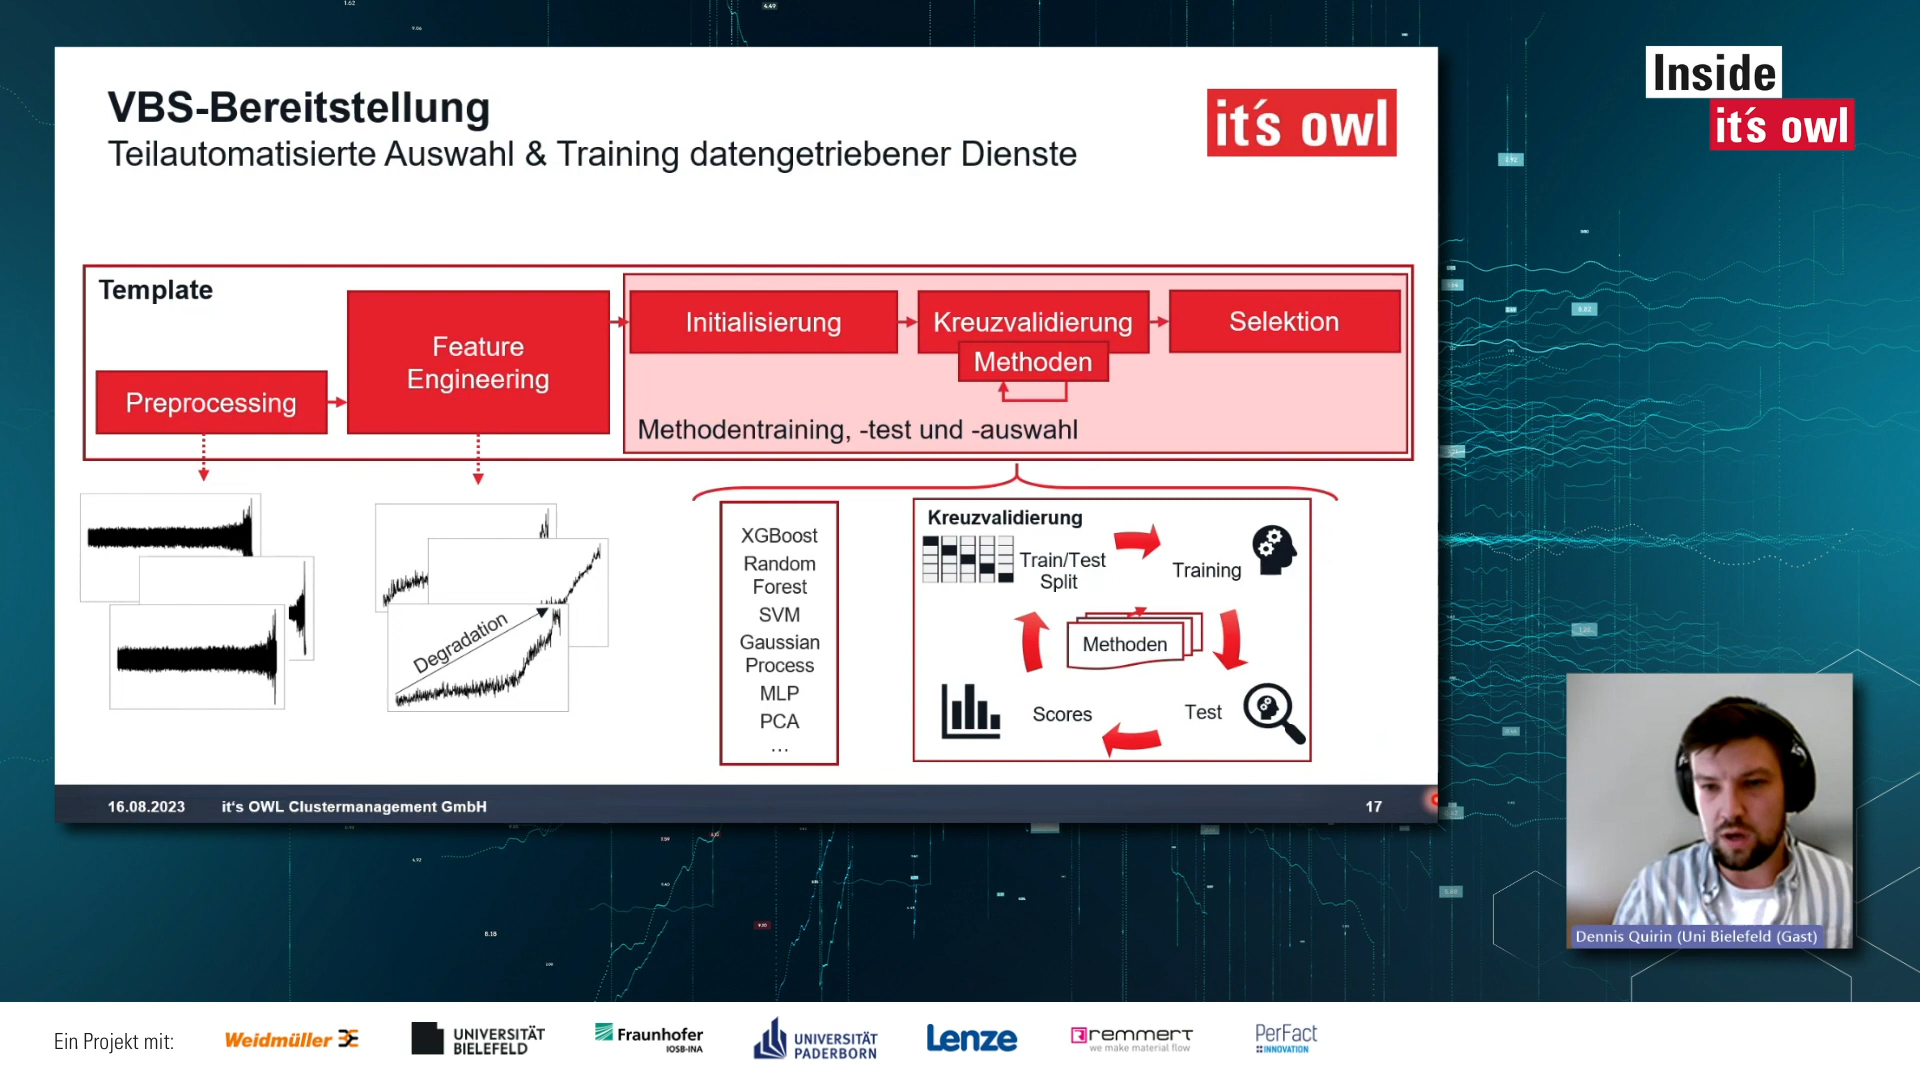 Inside
it's owl
VBS-Bereitstellung
Teilautomatisierte Auswahl & Training datengetriebener Dienste
it's owl
Template
Preprocessing
Feature
Engineering
Initialisierung
Kreuzvalidierung
Methoden
Selektion
Methodentraining, -test und -auswahl
Degradation
XGBoost
Random
Forest
SVM
Gaussian
Process
MLP
PCA
...
Kreuzvalidierung
Train/Test
Split
Training
Methoden
Scores
Test
16.08.2023
it's OWL Clustermanagement GmbH
17
Dennis Quirin (Uni Bielefeld (Gast)
Ein Projekt mit:
Weidmüller
UNIVERSITÄT
BIELEFELD
Fraunhofer
IOSB-INA
UNIVERSITÄT
PADERBORN
Lenze
remmert
we make material flow
PerFact
INNOVATION